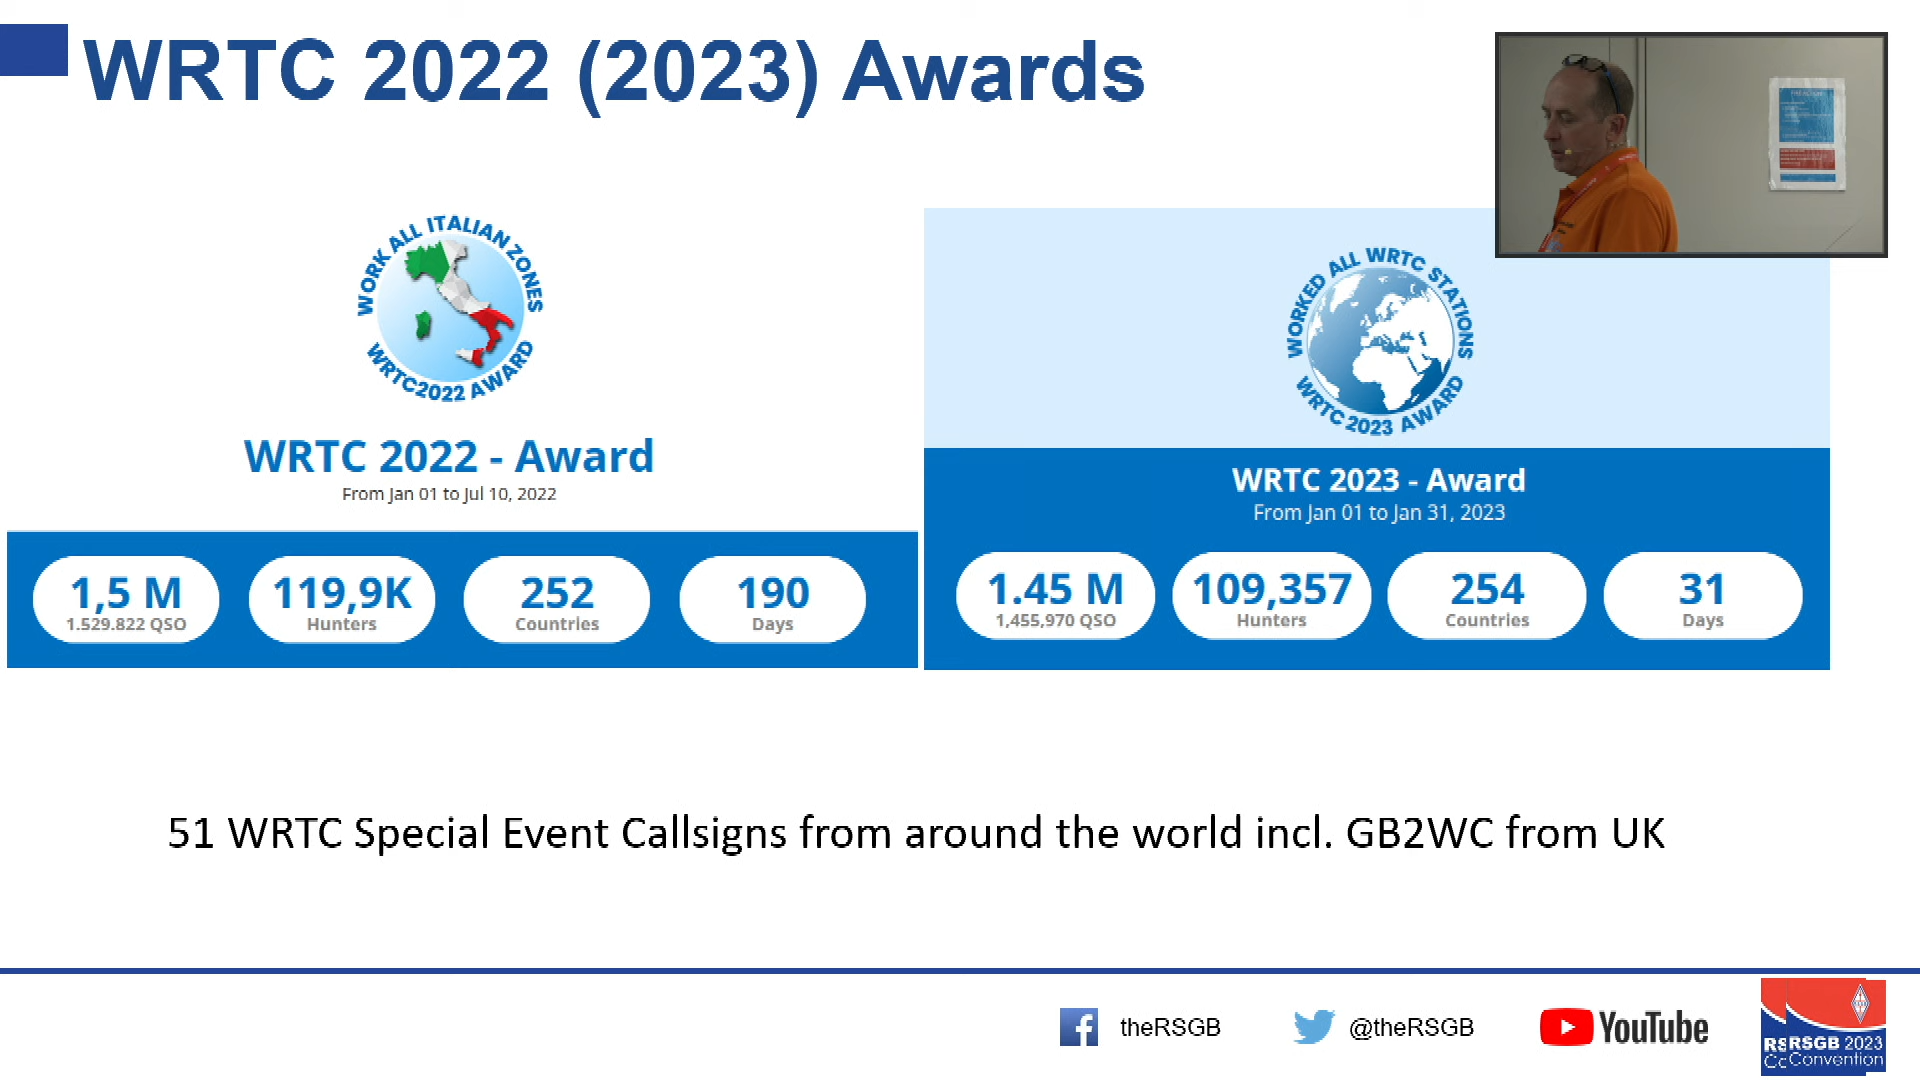 WRTC 2022 (2023) Awards
WORK ALL ITALIAN ZONES
WRTC2022 AWARD
WRTC 2022 - Award
From Jan 01 to Jul 10, 2022
1,5 M
1.529.822 QSO
119,9K
Hunters
252
Countries
190
Days
WORKED ALL WRTC STATIONS
WRTC 2023 AWARD
WRTC 2023 - Award
From Jan 01 to Jan 31, 2023
1.45 M
1,455,970 QSO
109,357
Hunters
254
Countries
31
Days
51 WRTC Special Event Callsigns from around the world incl. GB2WC from UK
theRSGB
@theRSGB
YouTube
RSRSGB 2023
CoConvention